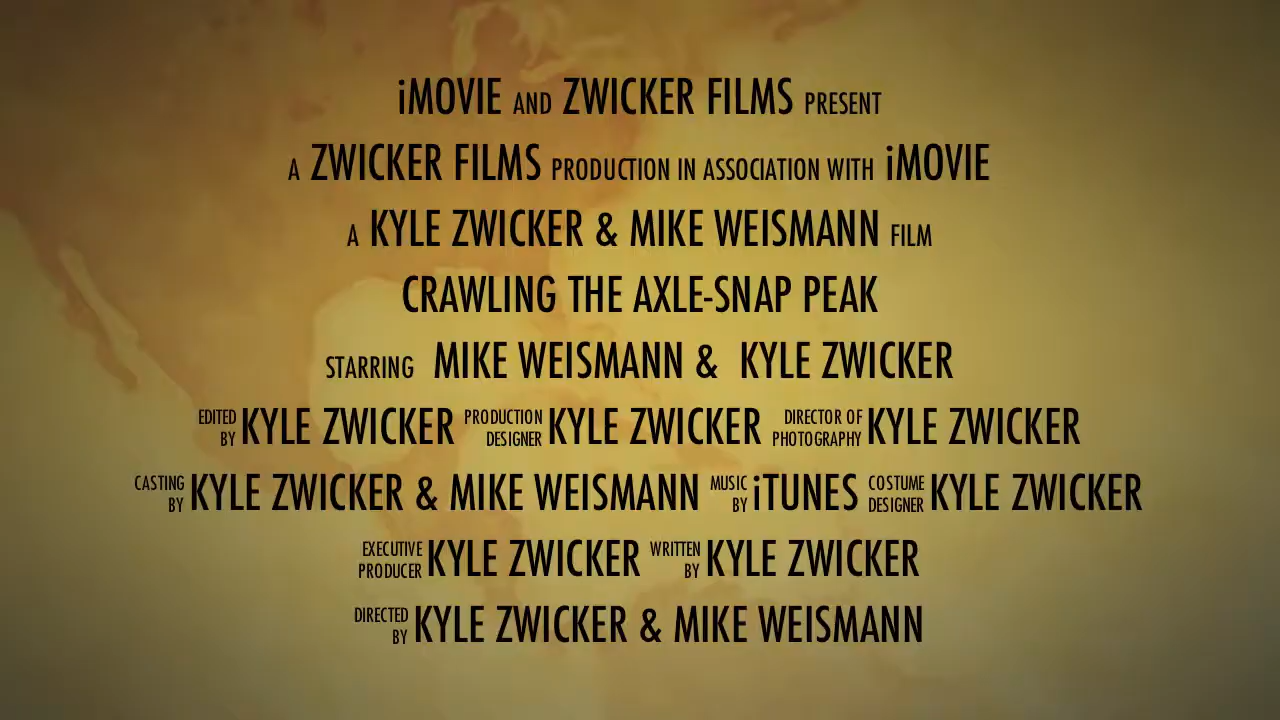 iMOVIE AND ZWICKER FILMS PRESENT
A ZWICKER FILMS PRODUCTION IN ASSOCIATION WITH iMOVIE
A KYLE ZWICKER & MIKE WEISMANN FILM
CRAWLING THE AXLE-SNAP PEAK
STARRING MIKE WEISMANN & KYLE ZWICKER
EDITED BY KYLE ZWICKER PRODUCTION DESIGNER KYLE ZWICKER DIRECTOR OF PHOTOGRAPHY KYLE ZWICKER
CASTING BY KYLE ZWICKER & MIKE WEISMANN MUSIC BY iTUNES COSTUME DESIGNER KYLE ZWICKER
EXECUTIVE PRODUCER KYLE ZWICKER WRITTEN BY KYLE ZWICKER
DIRECTED BY KYLE ZWICKER & MIKE WEISMANN